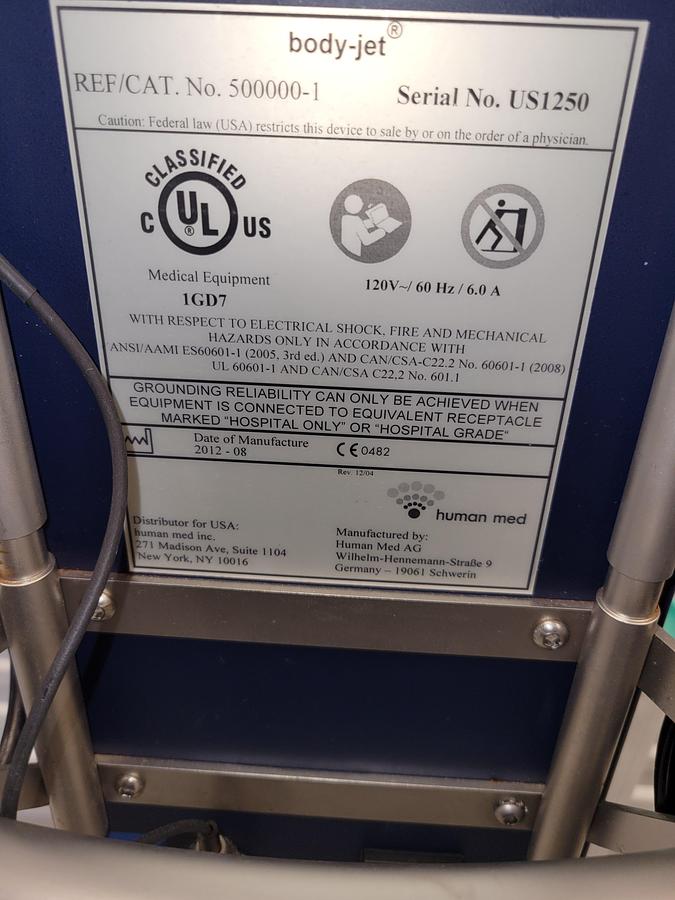 body-jet®
REF/CAT. No. 500000-1
Serial No. US1250
Caution: Federal law (USA) restricts this device to sale by or on the order of a physician.
CLASSIFIED
C UL® US
Medical Equipment
1GD7
120V~/ 60 Hz / 6.0 A
WITH RESPECT TO ELECTRICAL SHOCK, FIRE AND MECHANICAL
HAZARDS ONLY IN ACCORDANCE WITH
ANSI/AAMI ES60601-1 (2005, 3rd ed.) AND CAN/CSA-C22.2 No. 60601-1 (2008)
UL 60601-1 AND CAN/CSA C22,2 No. 601.1
GROUNDING RELIABILITY CAN ONLY BE ACHIEVED WHEN
EQUIPMENT IS CONNECTED TO EQUIVALENT RECEPTACLE
MARKED "HOSPITAL ONLY" OR "HOSPITAL GRADE"
Date of Manufacture
2012 - 08
CE 0482
Rev. 12/04
human med
Distributor for USA:
human med inc.
271 Madison Ave, Suite 1104
New York, NY 10016
Manufactured by:
Human Med AG
Wilhelm-Hennemann-Straße 9
Germany – 19061 Schwerin